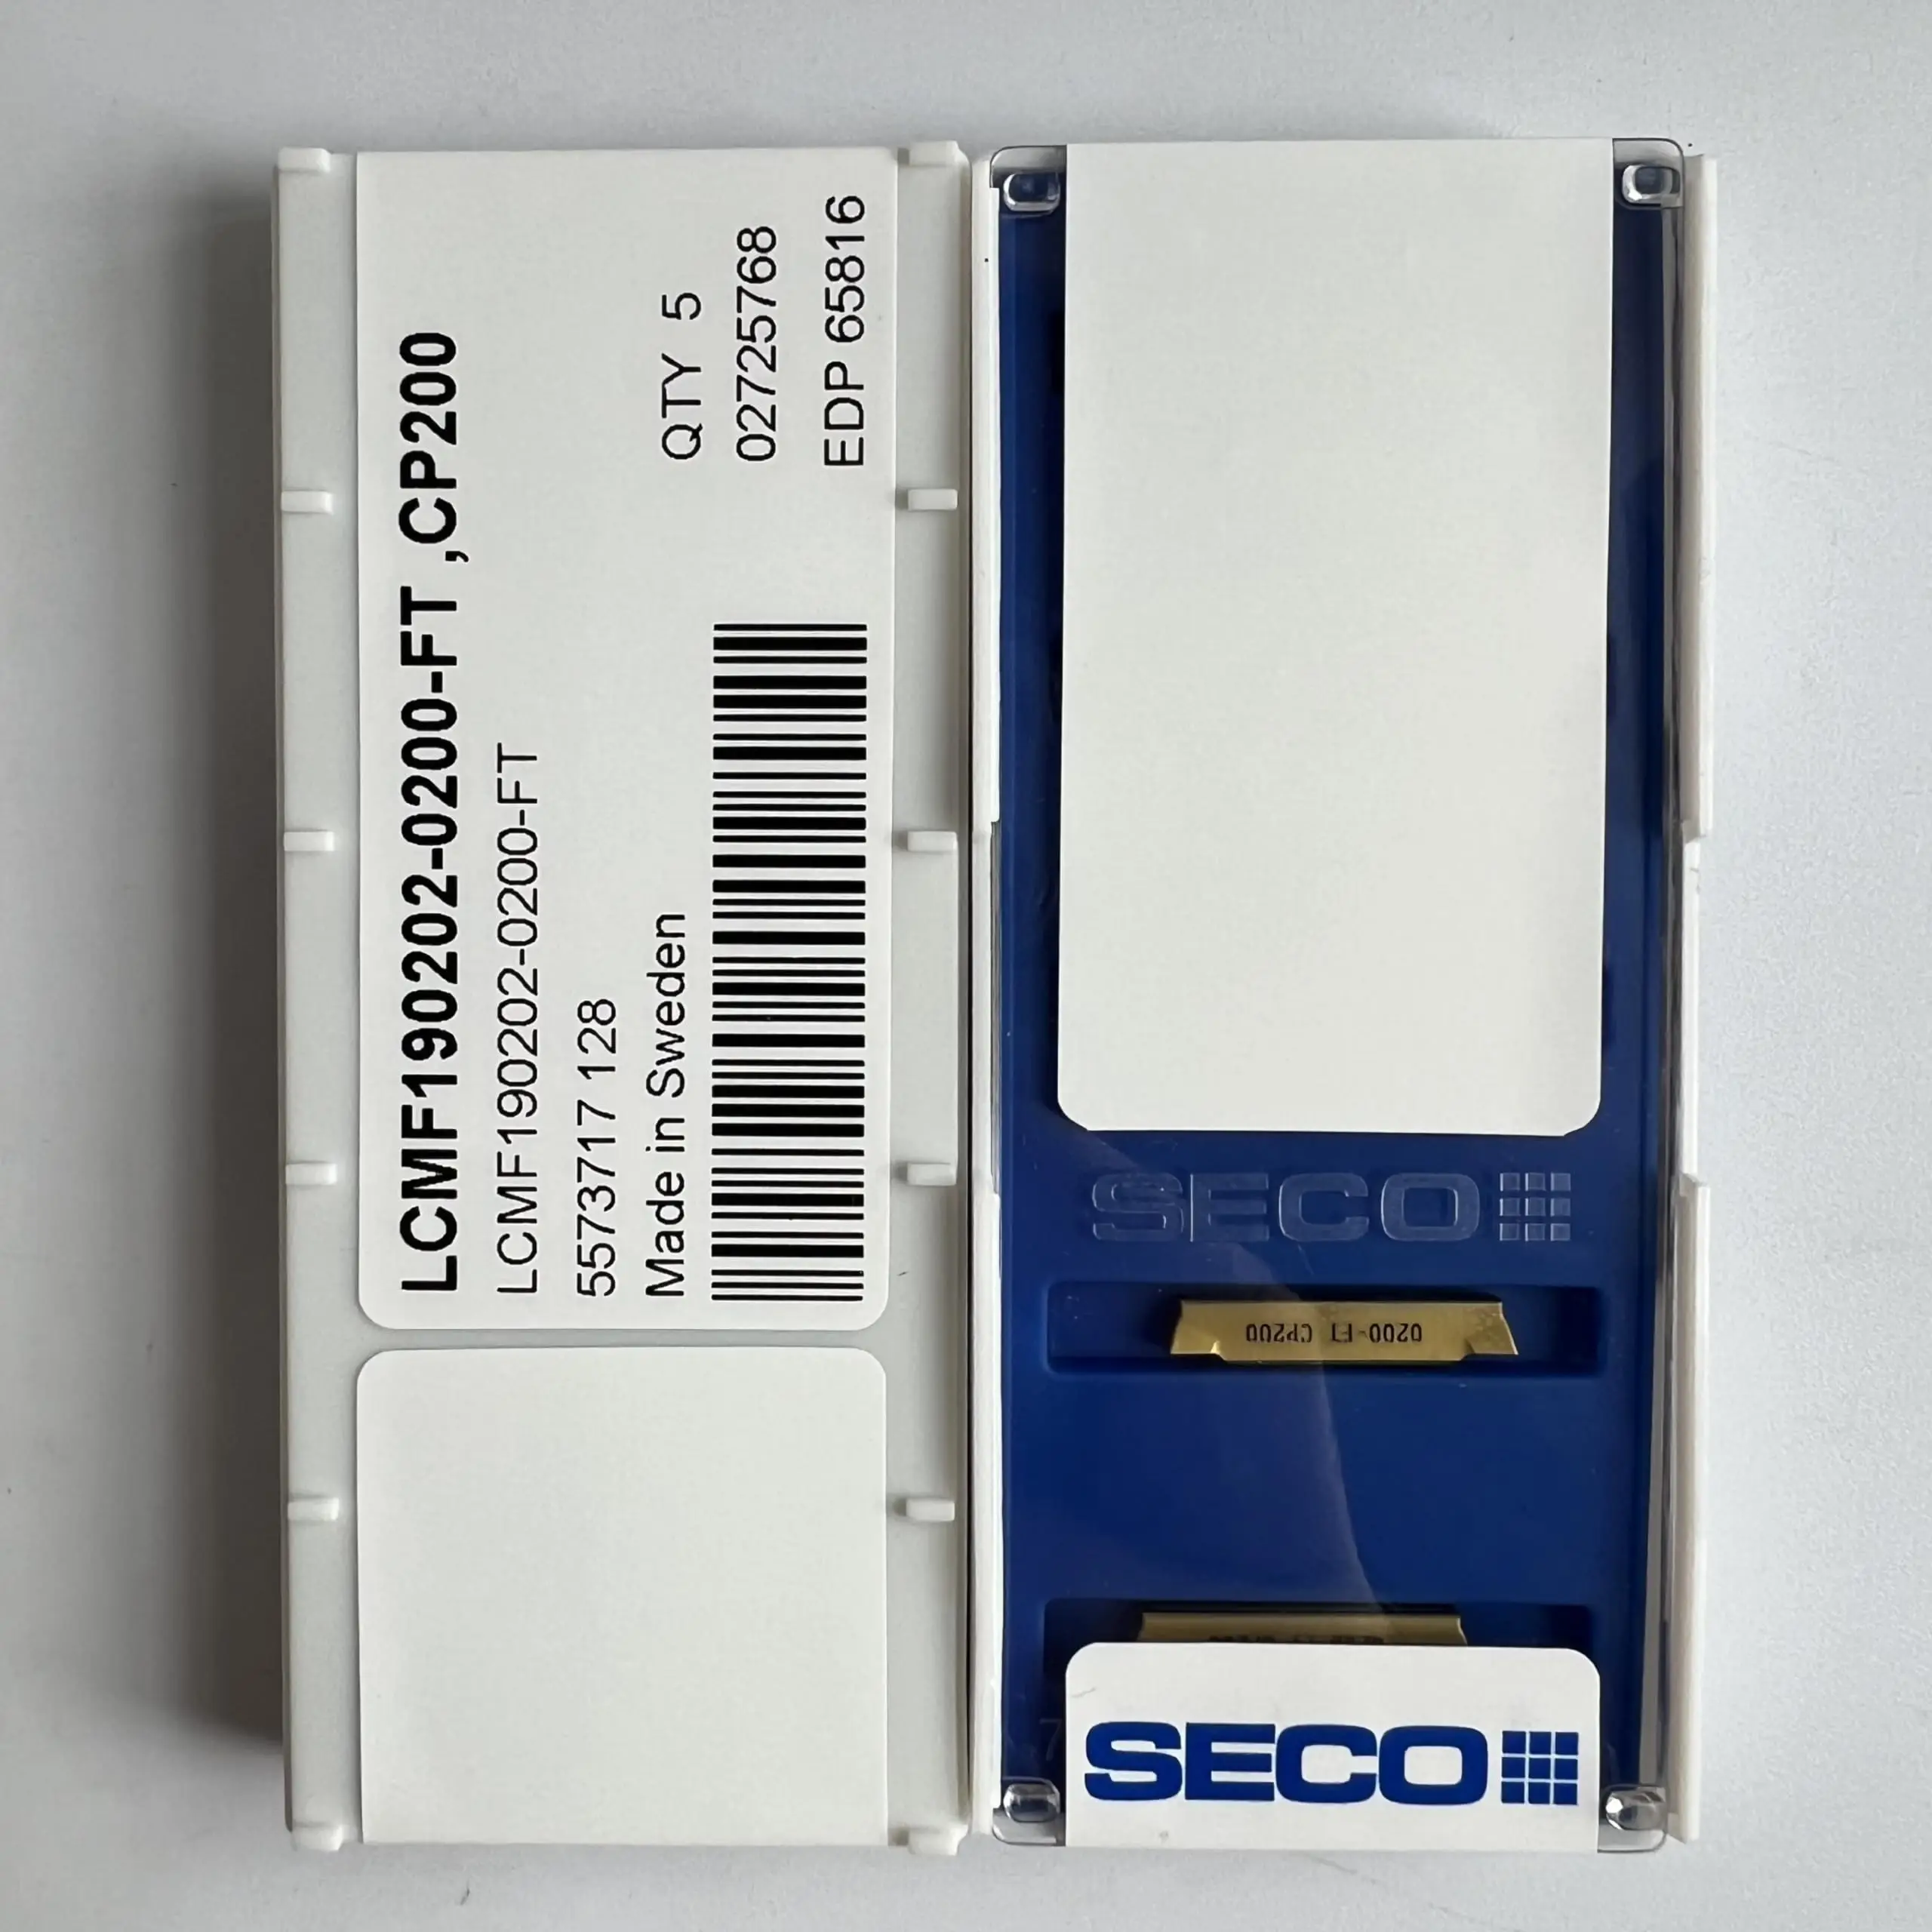 LCMF190202-0200-FT ,CP200
LCMF190202-0200-FT
5573717 128
QTY 5
Made in Sweden
02725768
EDP 65816
SECO
0200-FT CP200
SECO